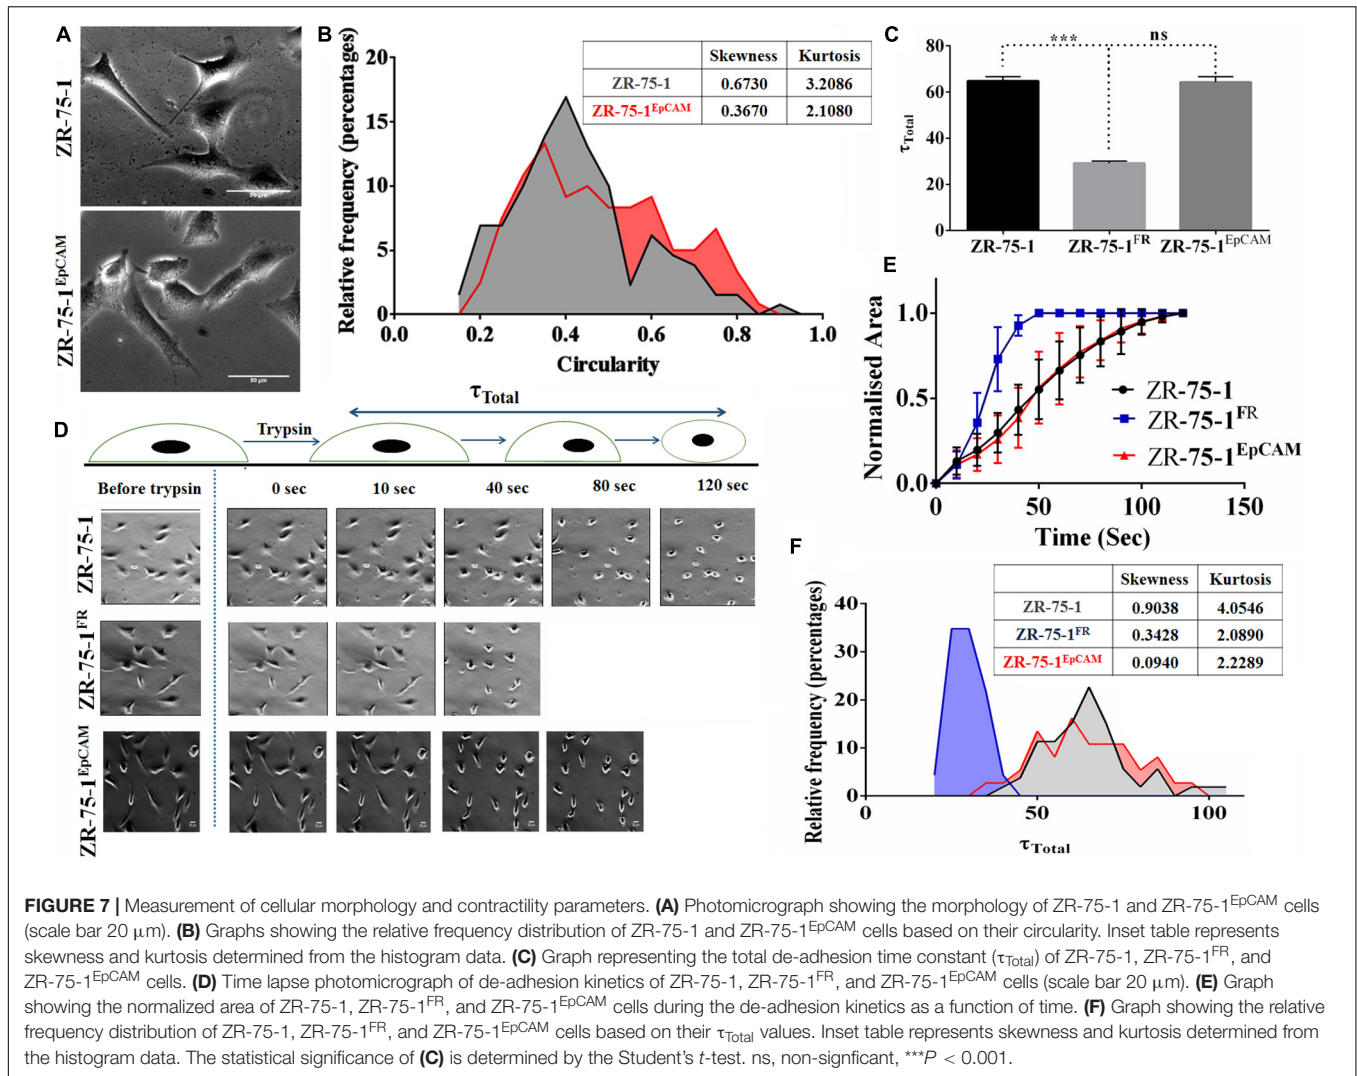 A
ZR-75-1
50 μm
ZR-75-1EpCAM
50 μm
B
Relative frequency (percentages)
20
15
10
5
0
0.0 0.2 0.4 0.6 0.8 1.0
Circularity
Skewness Kurtosis
ZR-75-1 0.6730 3.2086
ZR-75-1EpCAM 0.3670 2.1080
C
τTotal
80
60
40
20
0
*** ns
ZR-75-1 ZR-75-1FR ZR-75-1EpCAM
D
τTotal
Trypsin
Before trypsin 0 sec 10 sec 40 sec 80 sec 120 sec
ZR-75-1
ZR-75-1FR
ZR-75-1EpCAM
E
Normalised Area
1.0
0.5
0.0
0 50 100 150
Time (Sec)
ZR-75-1
ZR-75-1FR
ZR-75-1EpCAM
F
Relative frequency (percentages)
40
30
20
10
0
0 50 100
τTotal
Skewness Kurtosis
ZR-75-1 0.9038 4.0546
ZR-75-1FR 0.3428 2.0890
ZR-75-1EpCAM 0.0940 2.2289
FIGURE 7 | Measurement of cellular morphology and contractility parameters. (A) Photomicrograph showing the morphology of ZR-75-1 and ZR-75-1EpCAM cells
(scale bar 20 μm). (B) Graphs showing the relative frequency distribution of ZR-75-1 and ZR-75-1EpCAM cells based on their circularity. Inset table represents
skewness and kurtosis determined from the histogram data. (C) Graph representing the total de-adhesion time constant (τTotal) of ZR-75-1, ZR-75-1FR, and
ZR-75-1EpCAM cells. (D) Time lapse photomicrograph of de-adhesion kinetics of ZR-75-1, ZR-75-1FR, and ZR-75-1EpCAM cells (scale bar 20 μm). (E) Graph
showing the normalized area of ZR-75-1, ZR-75-1FR, and ZR-75-1EpCAM cells during the de-adhesion kinetics as a function of time. (F) Graph showing the relative
frequency distribution of ZR-75-1, ZR-75-1FR, and ZR-75-1EpCAM cells based on their τTotal values. Inset table represents skewness and kurtosis determined from
the histogram data. The statistical significance of (C) is determined by the Student's t-test. ns, non-signficant, ***P < 0.001.